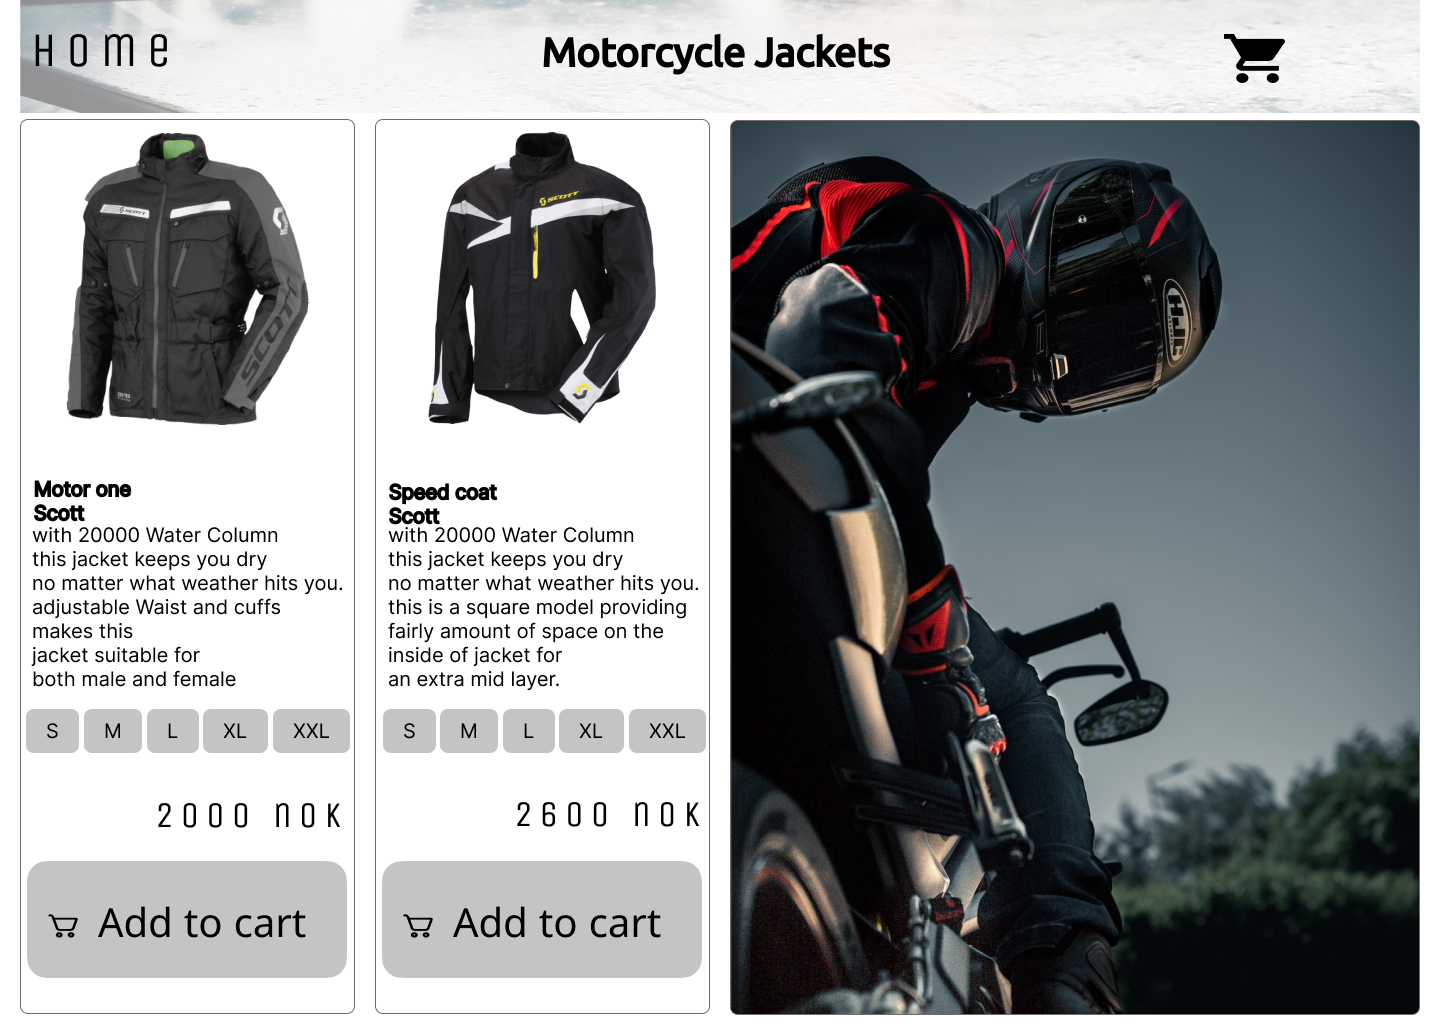 Home
Motorcycle Jackets
SCOTT
SCOTT
SCOTT
HJC
Motor one
Scott
with 20000 Water Column
this jacket keeps you dry
no matter what weather hits you.
adjustable Waist and cuffs
makes this
jacket suitable for
both male and female
S M L XL XXL
2000 NOK
Add to cart
Speed coat
Scott
with 20000 Water Column
this jacket keeps you dry
no matter what weather hits you.
this is a square model providing
fairly amount of space on the
inside of jacket for
an extra mid layer.
S M L XL XXL
2600 NOK
Add to cart